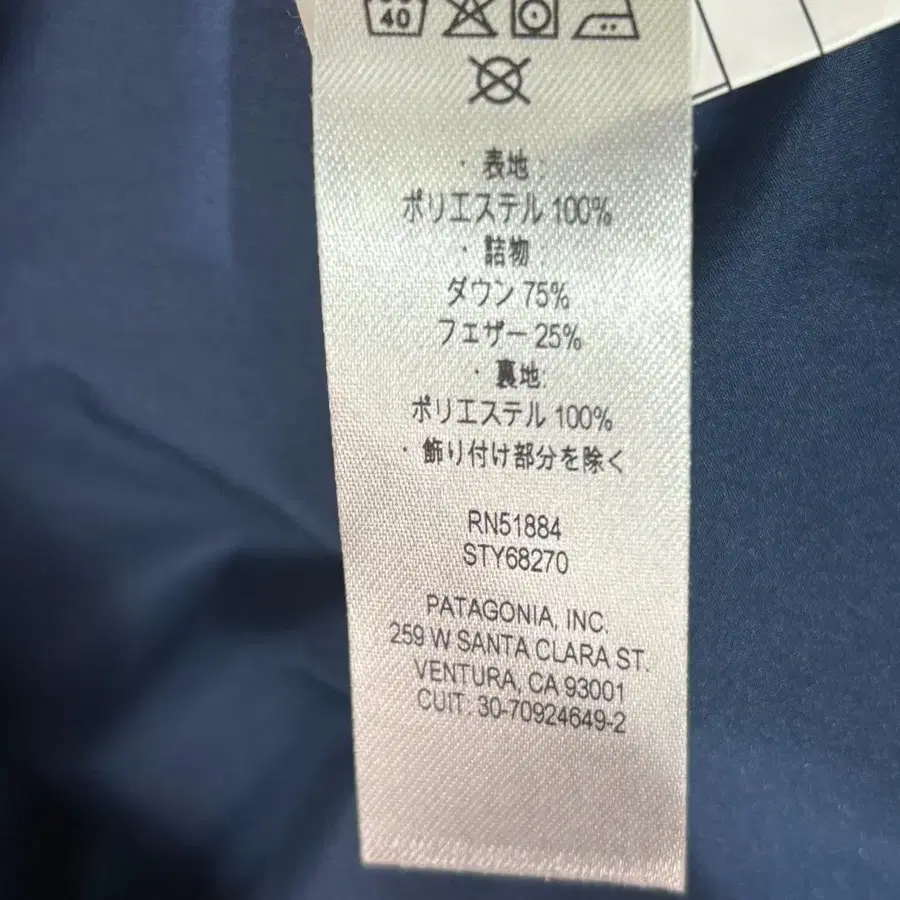 40
· 表地 :
ポリエステル 100%
· 詰物 :
ダウン 75%
フェザー 25%
· 裏地:
ポリエステル 100%
· 飾り付け部分を除く
RN51884
STY68270
PATAGONIA, INC.
259 W SANTA CLARA ST.
VENTURA, CA 93001
CUIT: 30-70924649-2